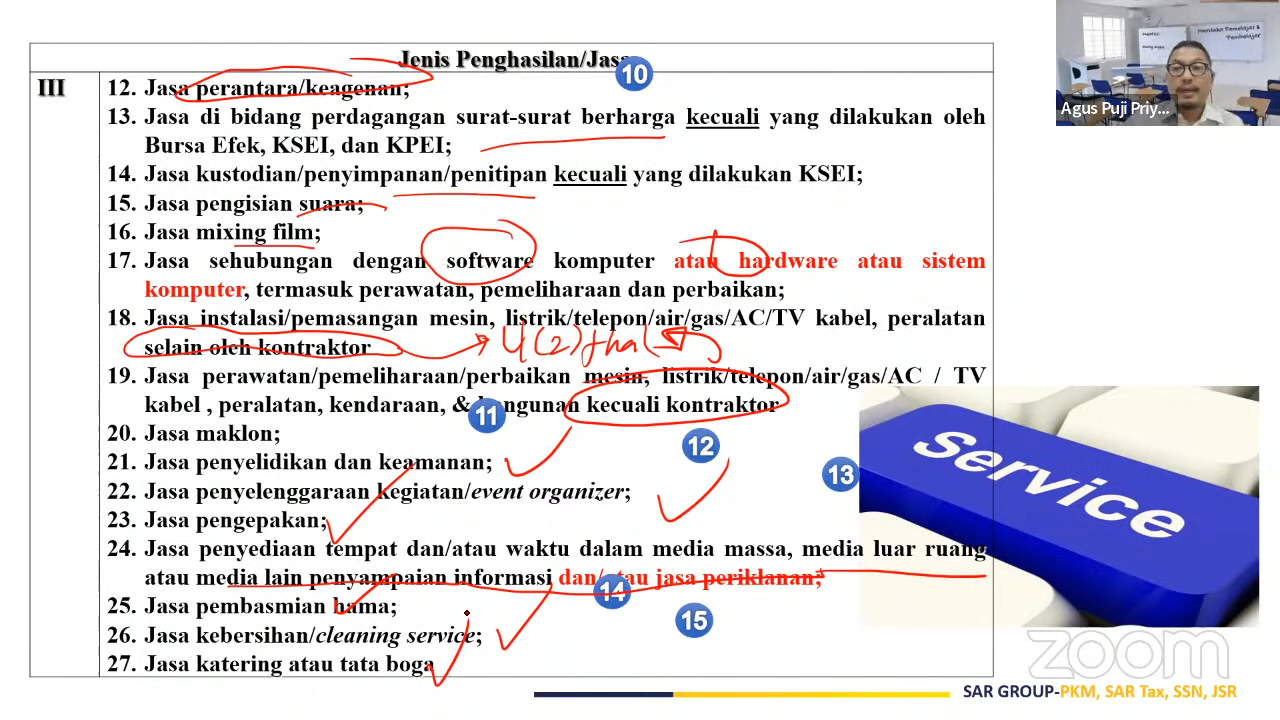 Jenis Penghasilan/Jasa
10
III
12. Jasa perantara/keagenan;
13. Jasa di bidang perdagangan surat-surat berharga kecuali yang dilakukan oleh
Bursa Efek, KSEI, dan KPEI;
14. Jasa kustodian/penyimpanan/penitipan kecuali yang dilakukan KSEI;
15. Jasa pengisian suara;
16. Jasa mixing film;
17. Jasa sehubungan dengan software komputer atau hardware atau sistem
komputer, termasuk perawatan, pemeliharaan dan perbaikan;
18. Jasa instalasi/pemasangan mesin, listrik/telepon/air/gas/AC/TV kabel, peralatan
selain oleh kontraktor
4(2) fhal
19. Jasa perawatan/pemeliharaan/perbaikan mesin, listrik/telepon/air/gas/AC / TV
kabel , peralatan, kendaraan, & bangunan kecuali kontraktor
11
20. Jasa maklon;
12
21. Jasa penyelidikan dan keamanan;
13
22. Jasa penyelenggaraan kegiatan/event organizer;
23. Jasa pengepakan;
24. Jasa penyediaan tempat dan/atau waktu dalam media massa, media luar ruang
atau media lain penyampaian informasi dan/atau jasa periklanan;
14
25. Jasa pembasmian hama;
15
26. Jasa kebersihan/cleaning service;
27. Jasa katering atau tata boga
Service
Agus Puji Priy...
zoom
SAR GROUP-PKM, SAR Tax, SSN, JSR